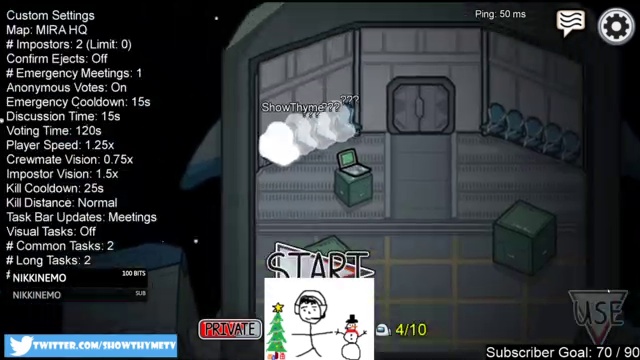 Custom Settings
Map: MIRA HQ
# Impostors: 2 (Limit: 0)
Confirm Ejects: Off
# Emergency Meetings: 1
Anonymous Votes: On
Emergency Cooldown: 15s
Discussion Time: 15s
Voting Time: 120s
Player Speed: 1.25x
Crewmate Vision: 0.75x
Impostor Vision: 1.5x
Kill Cooldown: 25s
Kill Distance: Normal
Task Bar Updates: Meetings
Visual Tasks: Off
# Common Tasks: 2
# Long Tasks: 2
NIKKINEMO 100 BITS
NIKKINEMO SUB
TWITTER.COM/SHOWTHYMETV
Ping: 50 ms
ShowThyme??????
START
PRIVATE
4/10
USE
Subscriber Goal: 70 / 90